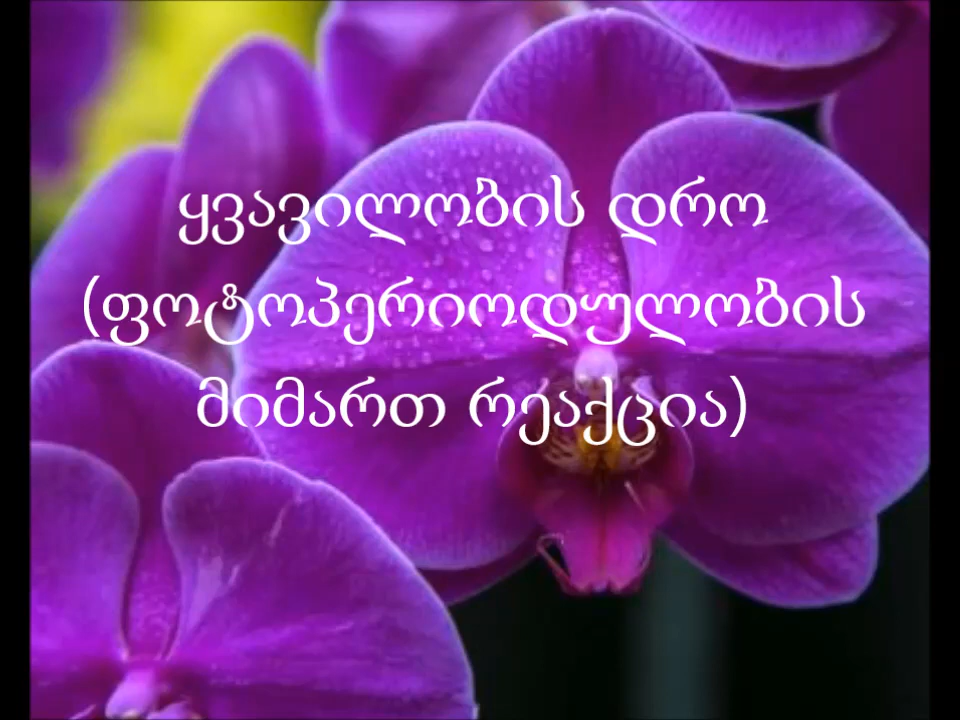 ყვავილობის დრო
(ფოტოპერიოდულობის
მიმართ რეაქცია)